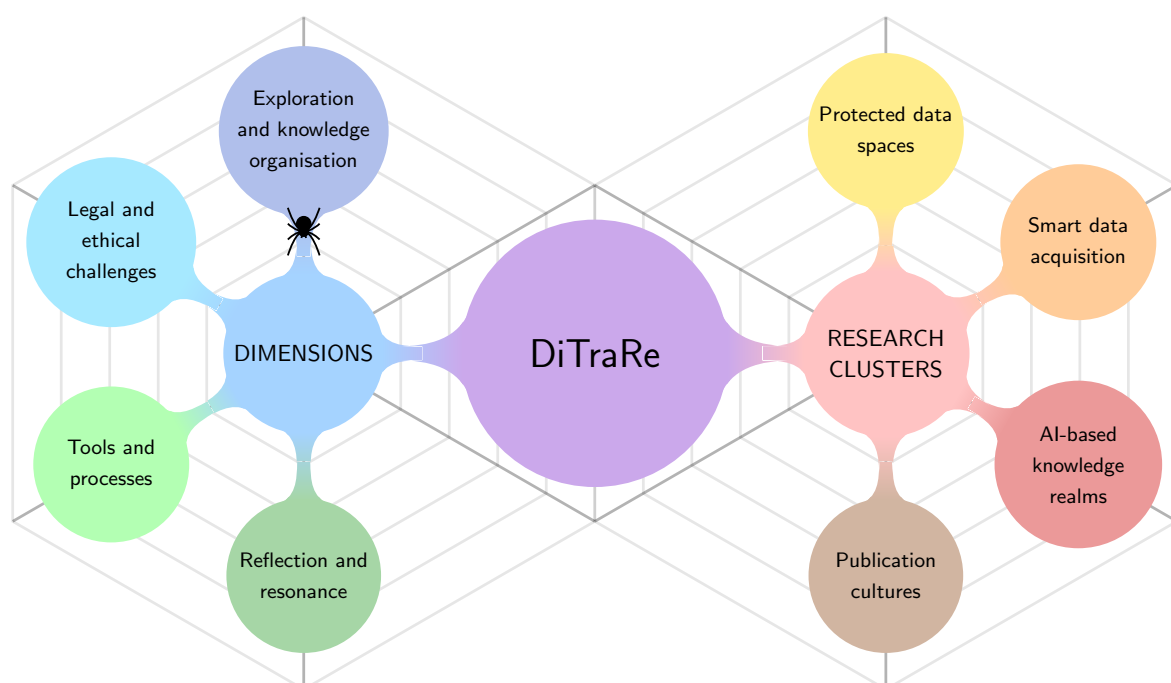 Exploration
and knowledge
organisation
Legal and
ethical
challenges
DIMENSIONS
Tools and
processes
Reflection and
resonance
DiTraRe
Protected data
spaces
Smart data
acquisition
RESEARCH
CLUSTERS
AI-based
knowledge
realms
Publication
cultures